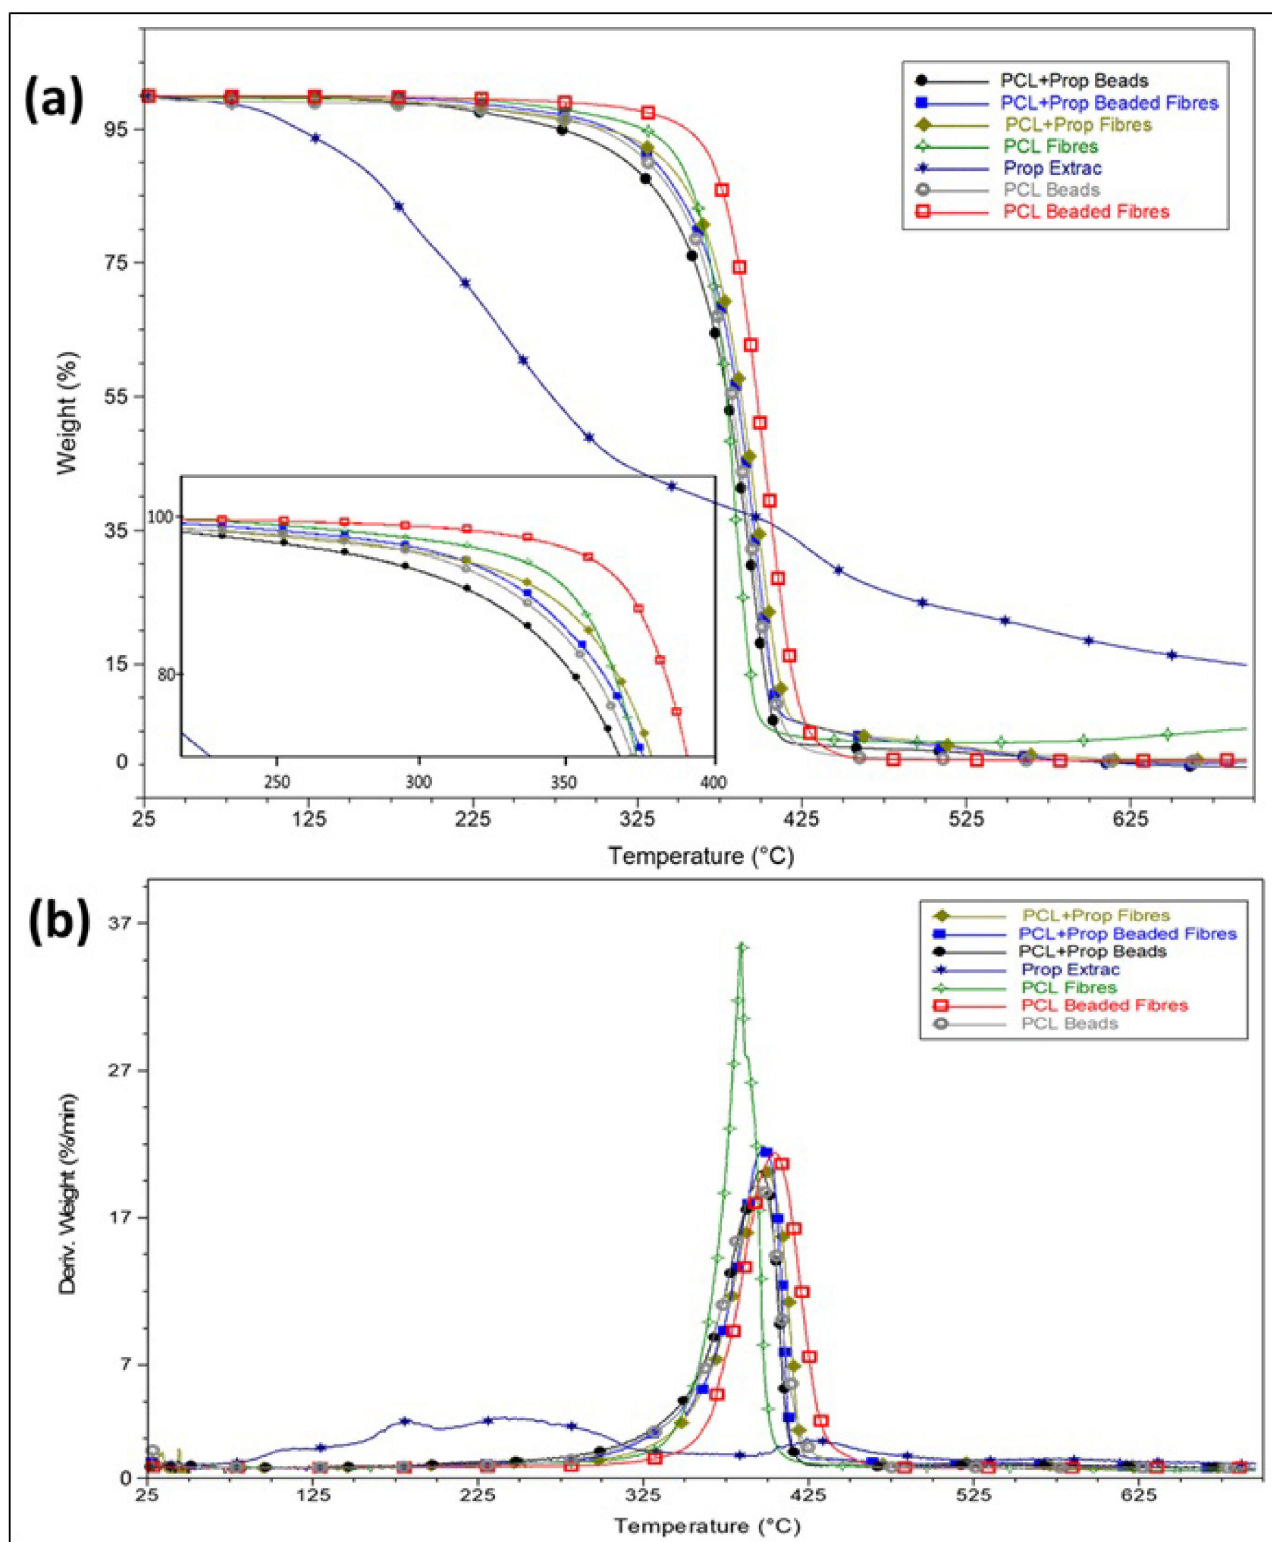 (a)
PCL+Prop Beads
PCL+Prop Beaded Fibres
PCL+Prop Fibres
PCL Fibres
Prop Extrac
PCL Beads
PCL Beaded Fibres
95
75
55
35
15
0
Weight (%)
100
80
250 300 350 400
25 125 225 325 425 525 625
Temperature (°C)
(b)
PCL+Prop Fibres
PCL+Prop Beaded Fibres
PCL+Prop Beads
Prop Extrac
PCL Fibres
PCL Beaded Fibres
PCL Beads
37
27
17
7
0
Deriv. Weight (%/min)
25 125 225 325 425 525 625
Temperature (°C)